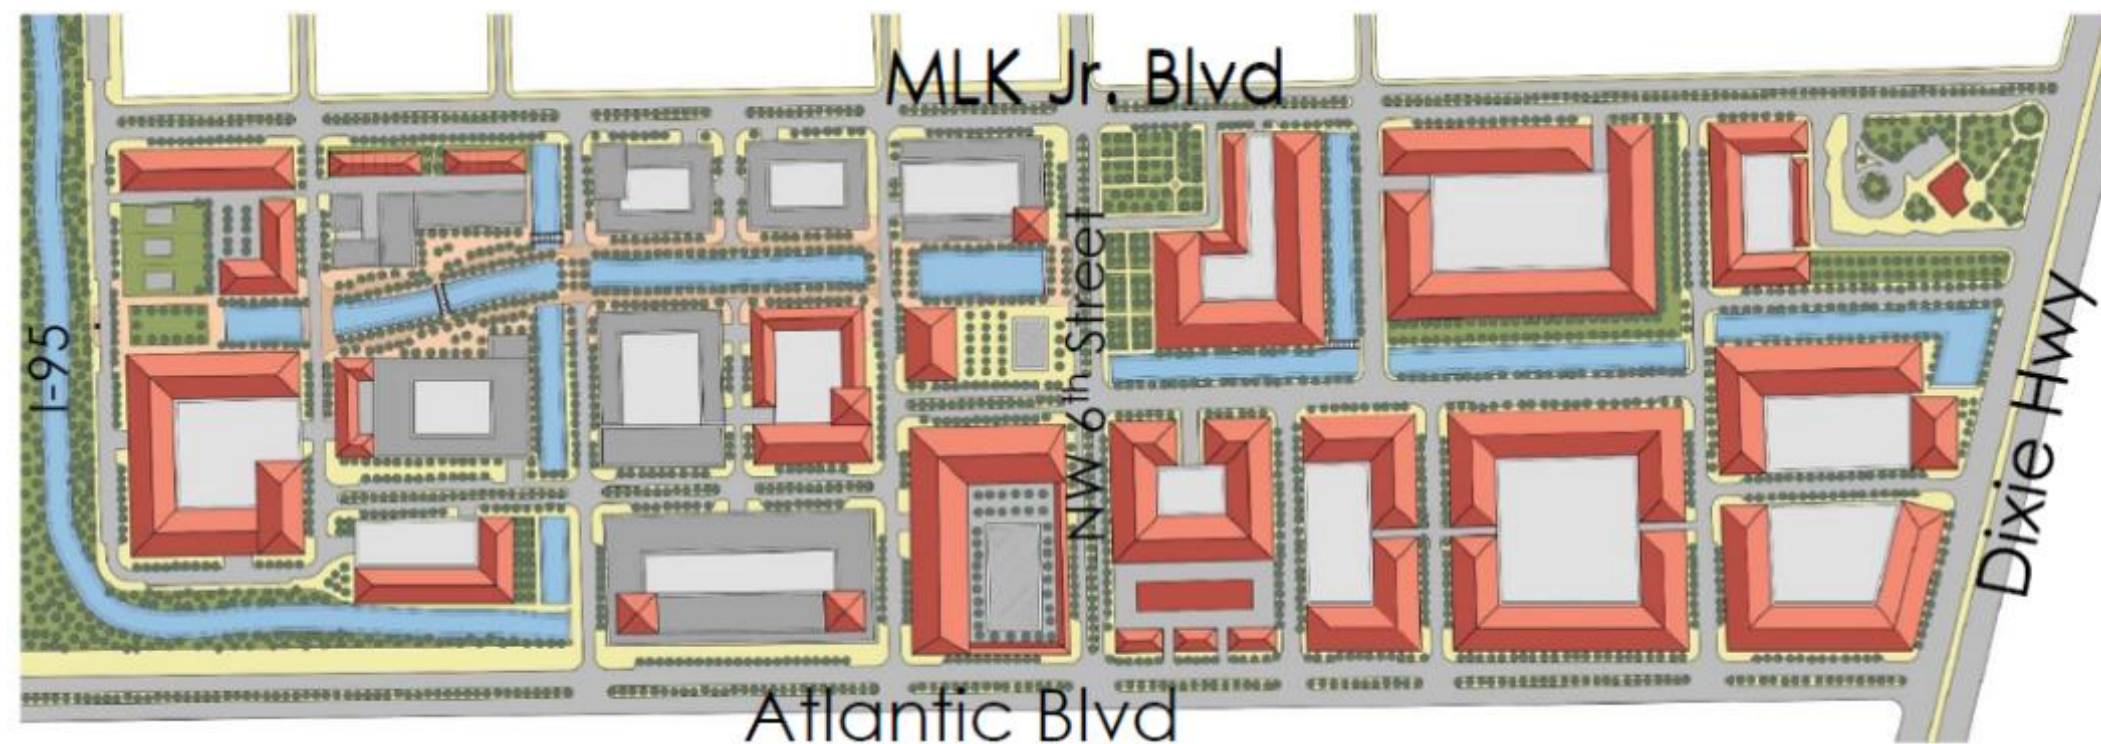 MLK Jr. Blvd
I-95
NW 6th Street
Dixie Hwy
Atlantic Blvd